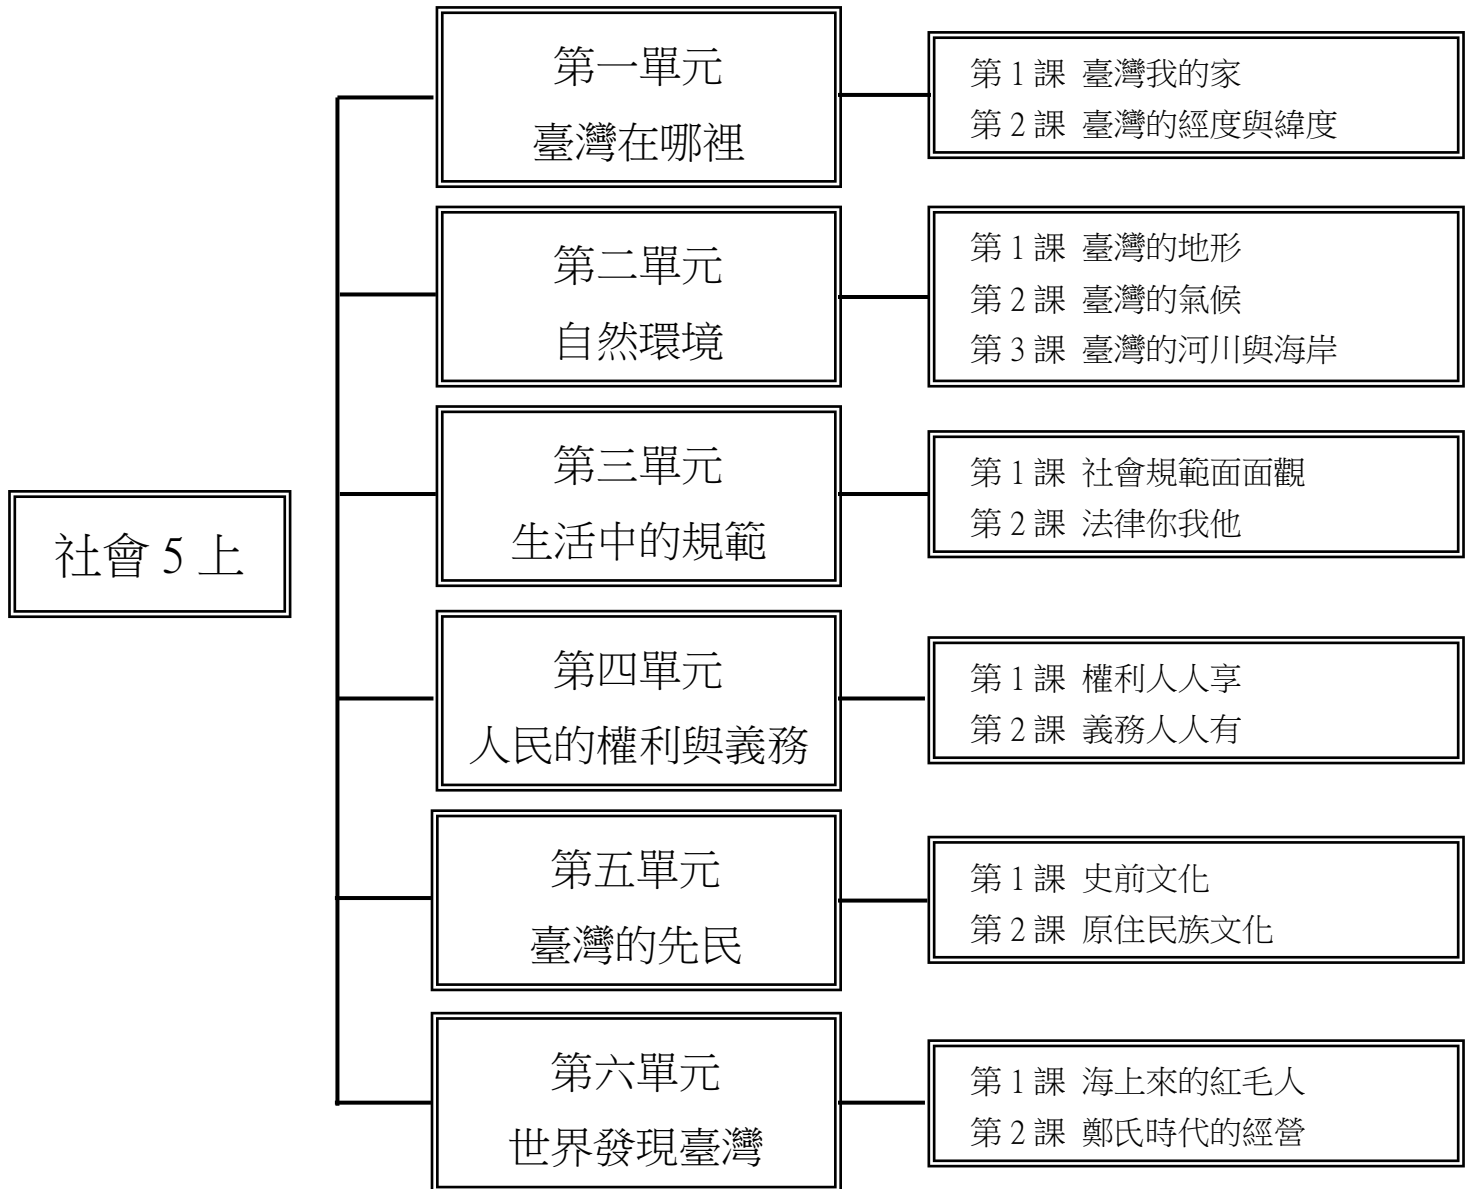 社會 5 上
第一單元
臺灣在哪裡
第 1 課 臺灣我的家
第 2 課 臺灣的經度與緯度
第二單元
自然環境
第 1 課 臺灣的地形
第 2 課 臺灣的氣候
第 3 課 臺灣的河川與海岸
第三單元
生活中的規範
第 1 課 社會規範面面觀
第 2 課 法律你我他
第四單元
人民的權利與義務
第 1 課 權利人人享
第 2 課 義務人人有
第五單元
臺灣的先民
第 1 課 史前文化
第 2 課 原住民族文化
第六單元
世界發現臺灣
第 1 課 海上來的紅毛人
第 2 課 鄭氏時代的經營